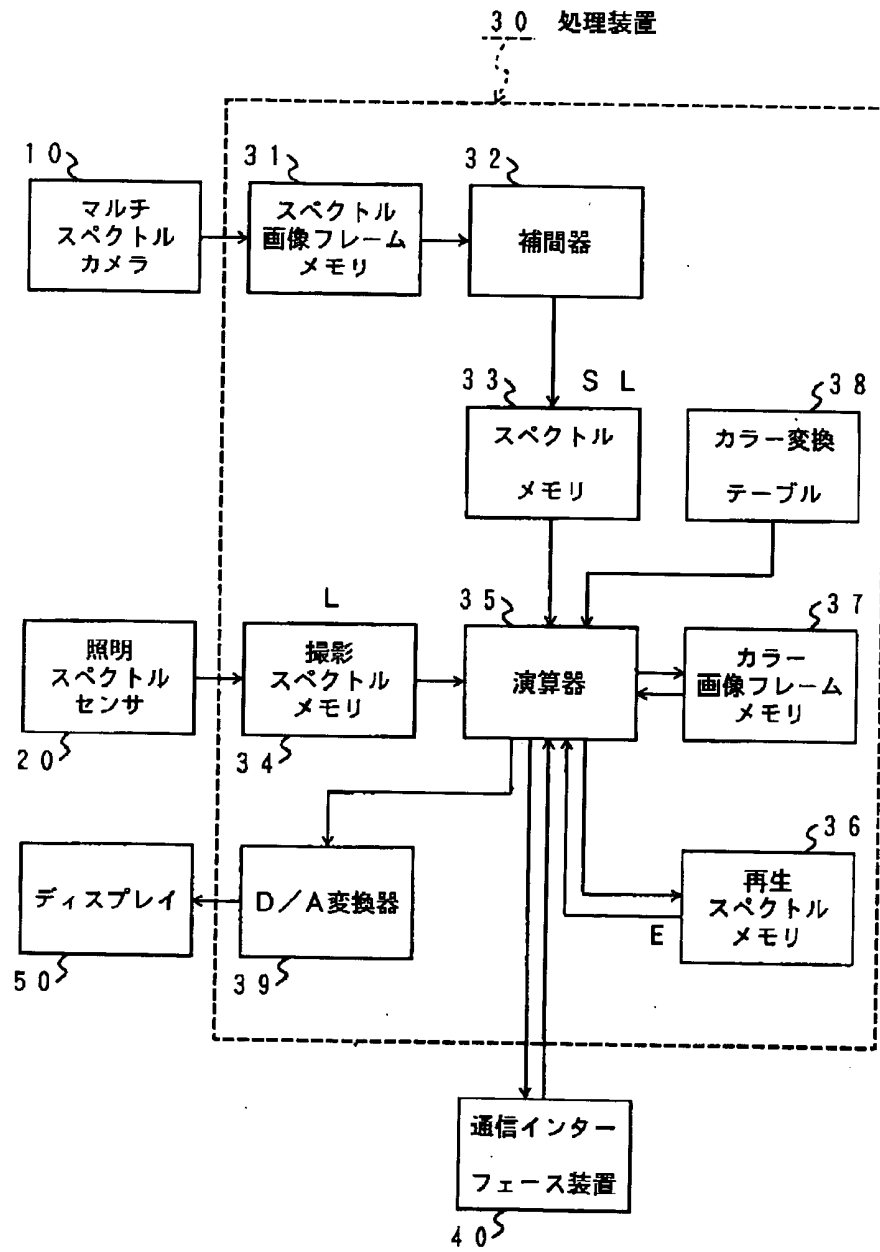 30 処理装置
10
マルチ
スペクトル
カメラ
31
スペクトル
画像フレーム
メモリ
32
補間器
33
SL
スペクトル
メモリ
38
カラー変換
テーブル
照明
スペクトル
センサ
20
L
撮影
スペクトル
メモリ
34
35
演算器
37
カラー
画像フレーム
メモリ
ディスプレイ
50
D/A変換器
39
36
再生
スペクトル
メモリ
E
通信インター
フェース装置
40